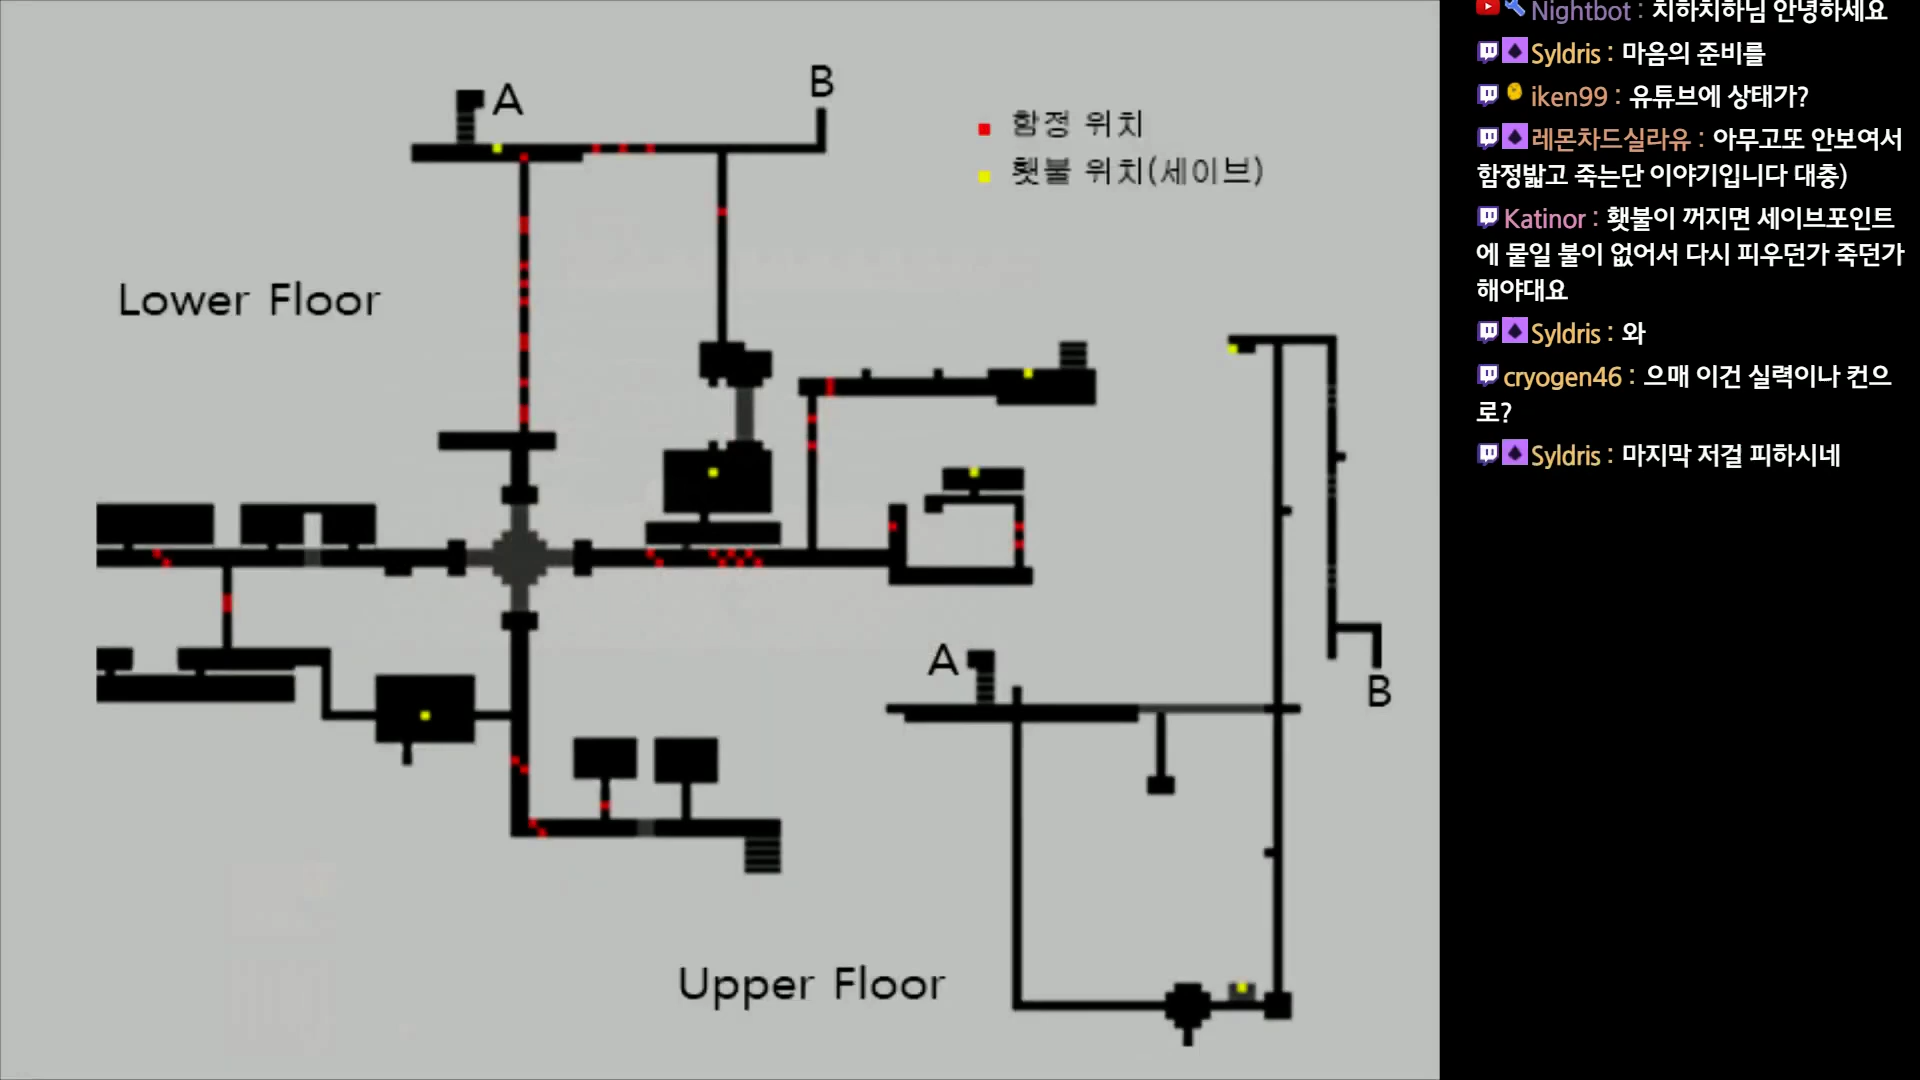 A
B
함정 위치
횃불 위치(세이브)
Lower Floor
A
B
Upper Floor
Nightbot : 치하치하님 안녕하세요
Syldris : 마음의 준비를
iken99 : 유튜브에 상태가?
레몬차드실라유 : 아무고또 안보여서
함정밟고 죽는단 이야기입니다 대충)
Katinor : 횃불이 꺼지면 세이브포인트
에 뭍일 불이 없어서 다시 피우던가 죽던가
해야대요
Syldris : 와
cryogen46 : 으매 이건 실력이나 컨으
로?
Syldris : 마지막 저걸 피하시네